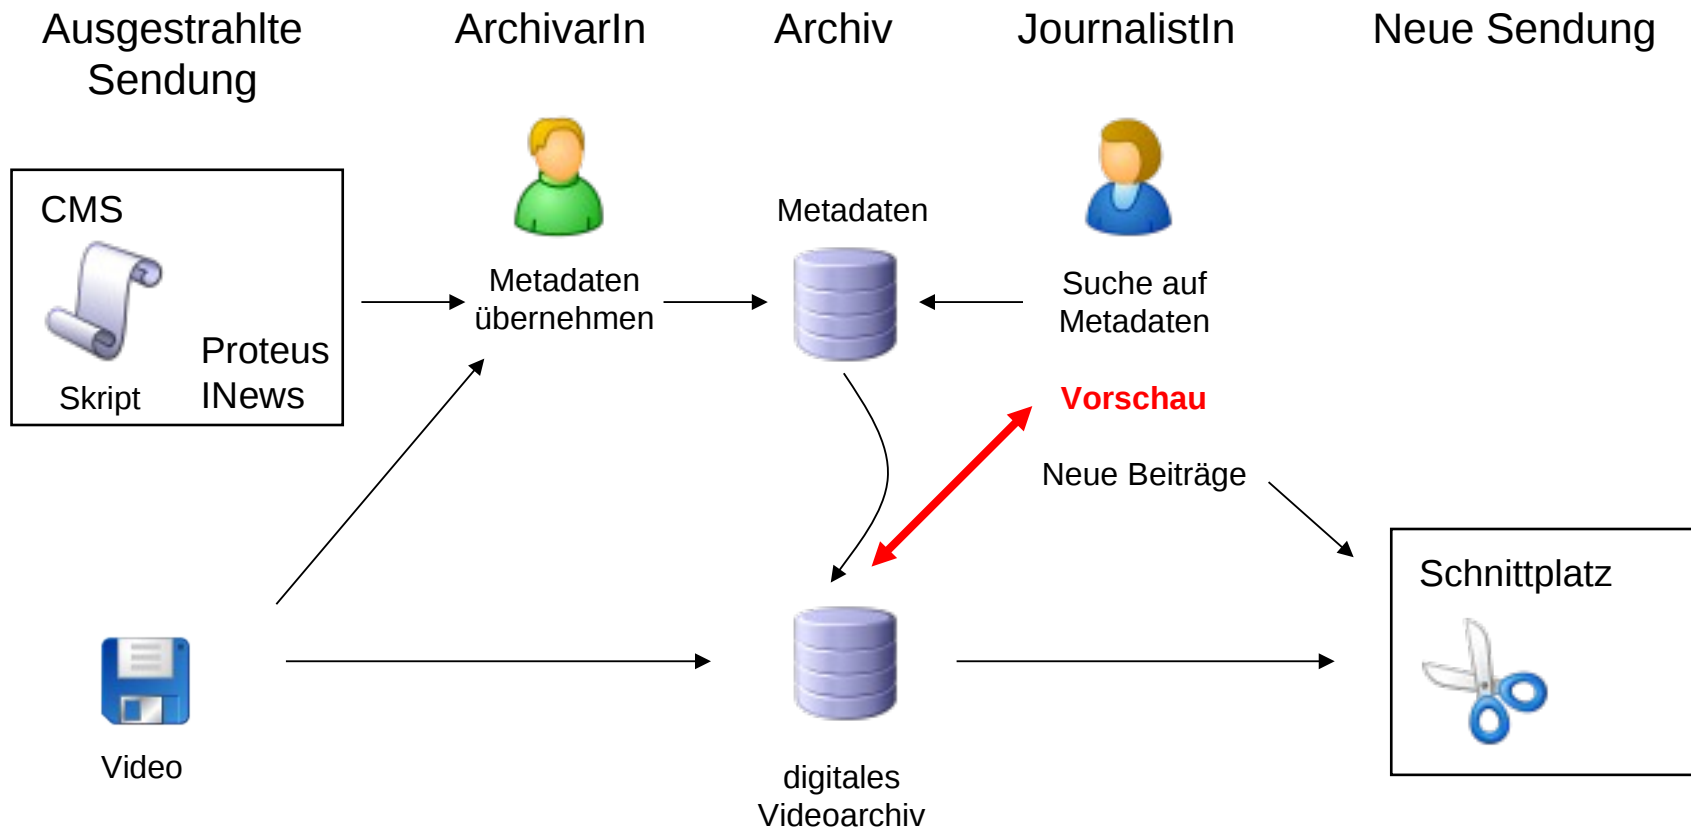 Ausgestrahlte
Sendung
ArchivarIn
Archiv
JournalistIn
Neue Sendung
CMS
Skript
Proteus
INews
Metadaten
übernehmen
Metadaten
Suche auf
Metadaten
Vorschau
Neue Beiträge
Schnittplatz
Video
digitales
Videoarchiv